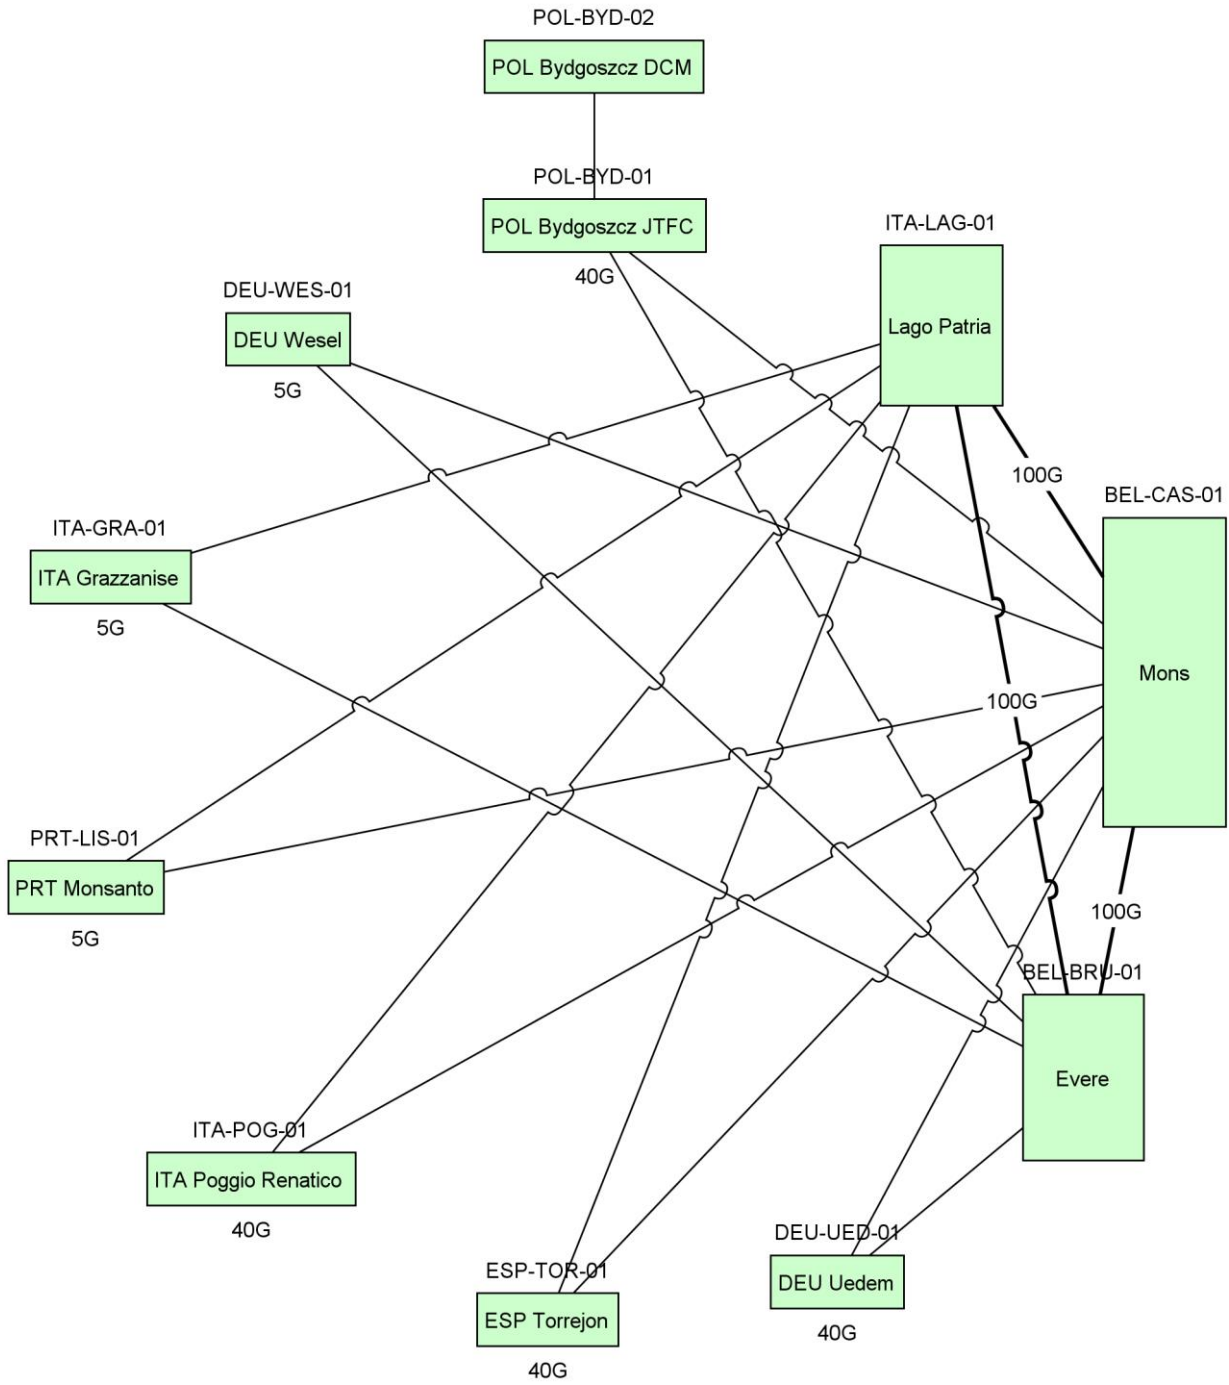 POL-BYD-02
POL Bydgoszcz DCM
POL-BYD-01
POL Bydgoszcz JTFC
40G
ITA-LAG-01
Lago Patria
DEU-WES-01
DEU Wesel
5G
100G
BEL-CAS-01
Mons
ITA-GRA-01
ITA Grazzanise
5G
100G
PRT-LIS-01
PRT Monsanto
5G
100G
BEL-BRU-01
Evere
ITA-POG-01
ITA Poggio Renatico
40G
DEU-UED-01
DEU Uedem
40G
ESP-TOR-01
ESP Torrejon
40G